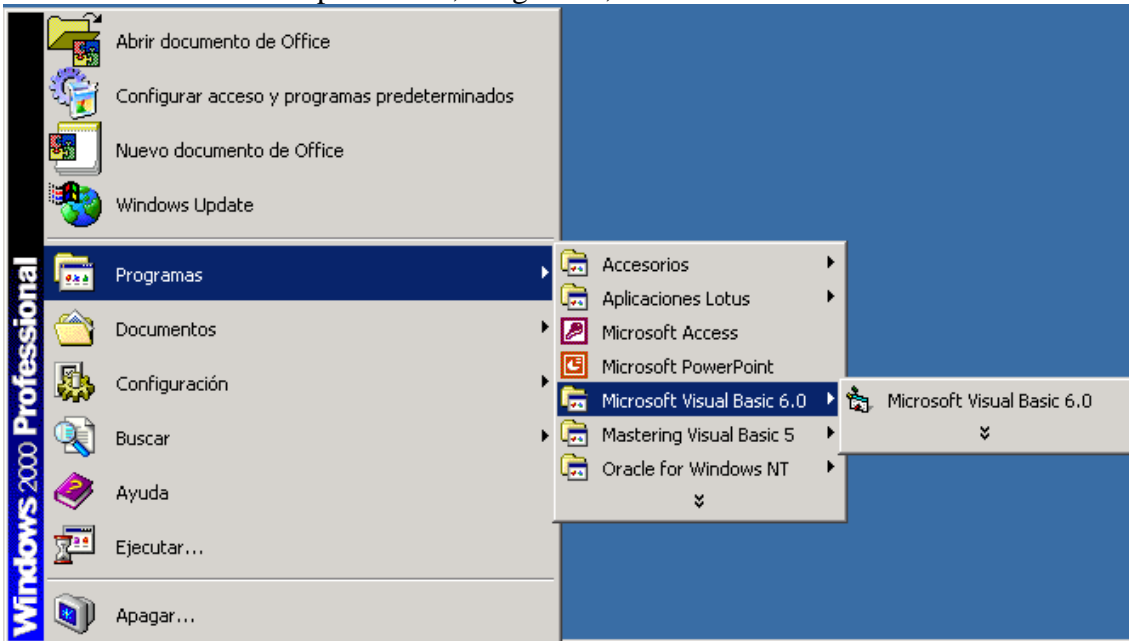 Abrir documento de Office
Configurar acceso y programas predeterminados
Nuevo documento de Office
Windows Update
Programas
Documentos
Configuración
Buscar
Ayuda
Ejecutar...
Apagar...
Windows 2000 Professional
Accesorios
Aplicaciones Lotus
Microsoft Access
Microsoft PowerPoint
Microsoft Visual Basic 6.0
Mastering Visual Basic 5
Oracle for Windows NT
Microsoft Visual Basic 6.0